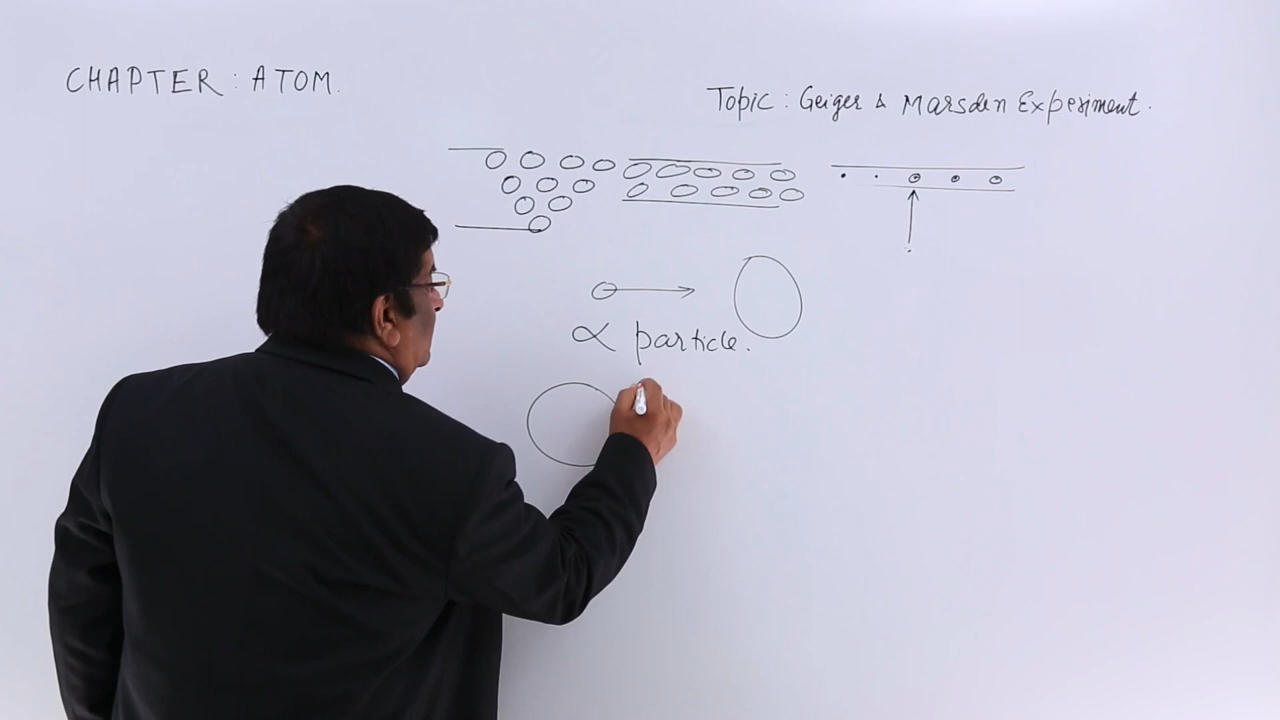 CHAPTER : ATOM.
Topic : Geiger & Marsden Experiment.
α particle.